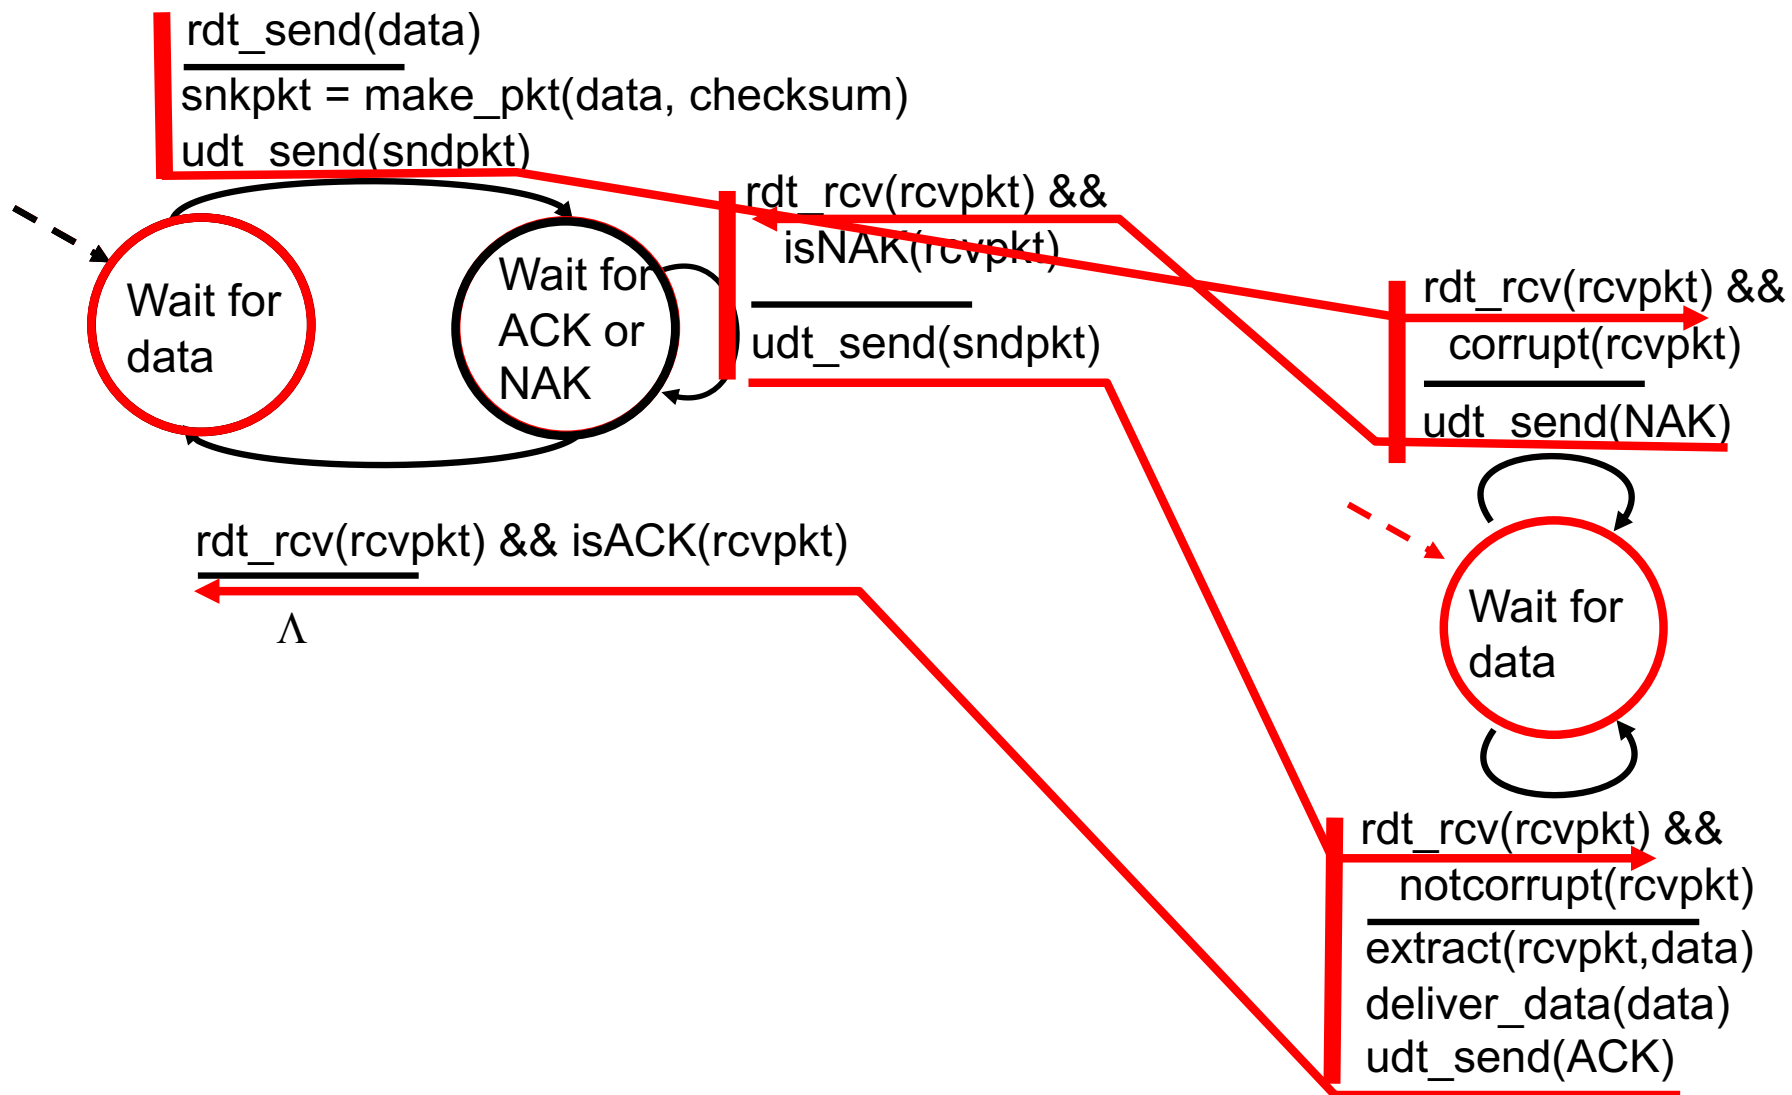 rdt_send(data)
snkpkt = make_pkt(data, checksum)
udt_send(sndpkt)
rdt_rcv(rcvpkt) &&
isNAK(rcvpkt)
udt_send(sndpkt)
Wait for
data
Wait for
ACK or
NAK
rdt_rcv(rcvpkt) && isACK(rcvpkt)
Λ
rdt_rcv(rcvpkt) &&
corrupt(rcvpkt)
udt_send(NAK)
Wait for
data
rdt_rcv(rcvpkt) &&
notcorrupt(rcvpkt)
extract(rcvpkt,data)
deliver_data(data)
udt_send(ACK)